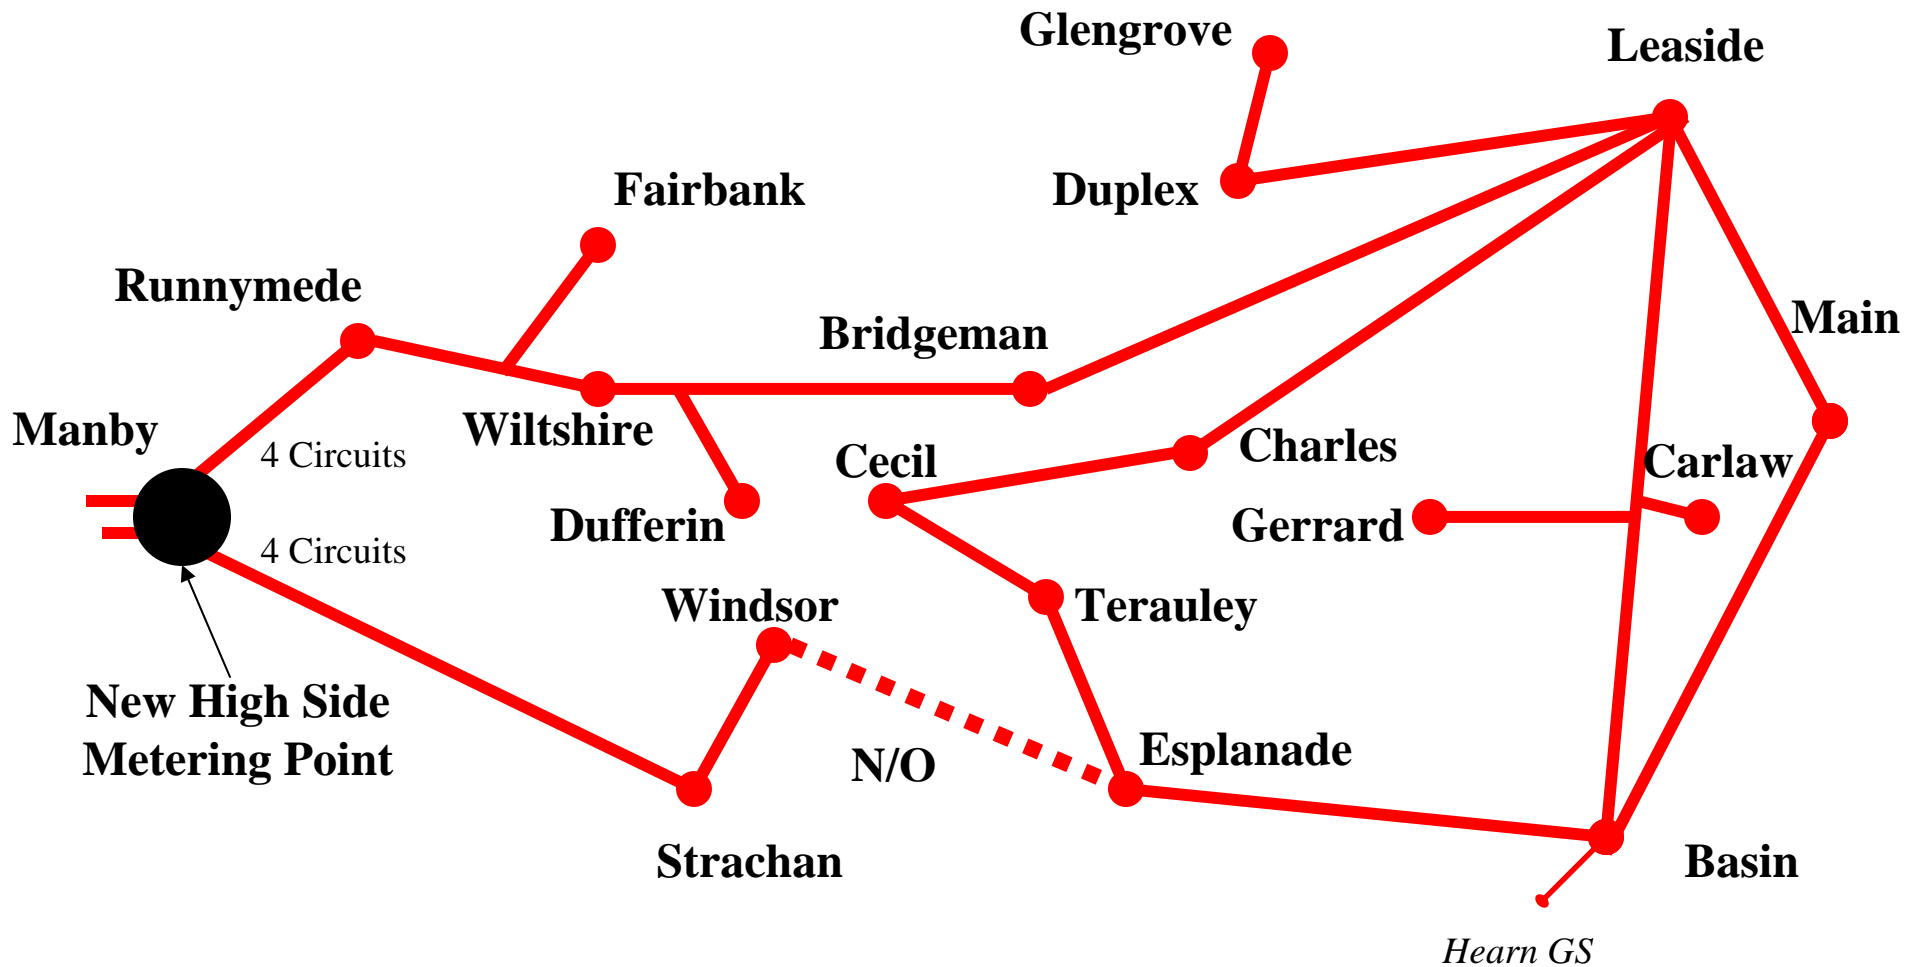 Glengrove
Leaside
Fairbank
Duplex
Runnymede
Bridgeman
Main
Manby
4 Circuits
Wiltshire
Cecil
Charles
Carlaw
Dufferin
Gerrard
4 Circuits
Windsor
Terauley
New High Side
Metering Point
N/O
Esplanade
Strachan
Basin
Hearn GS